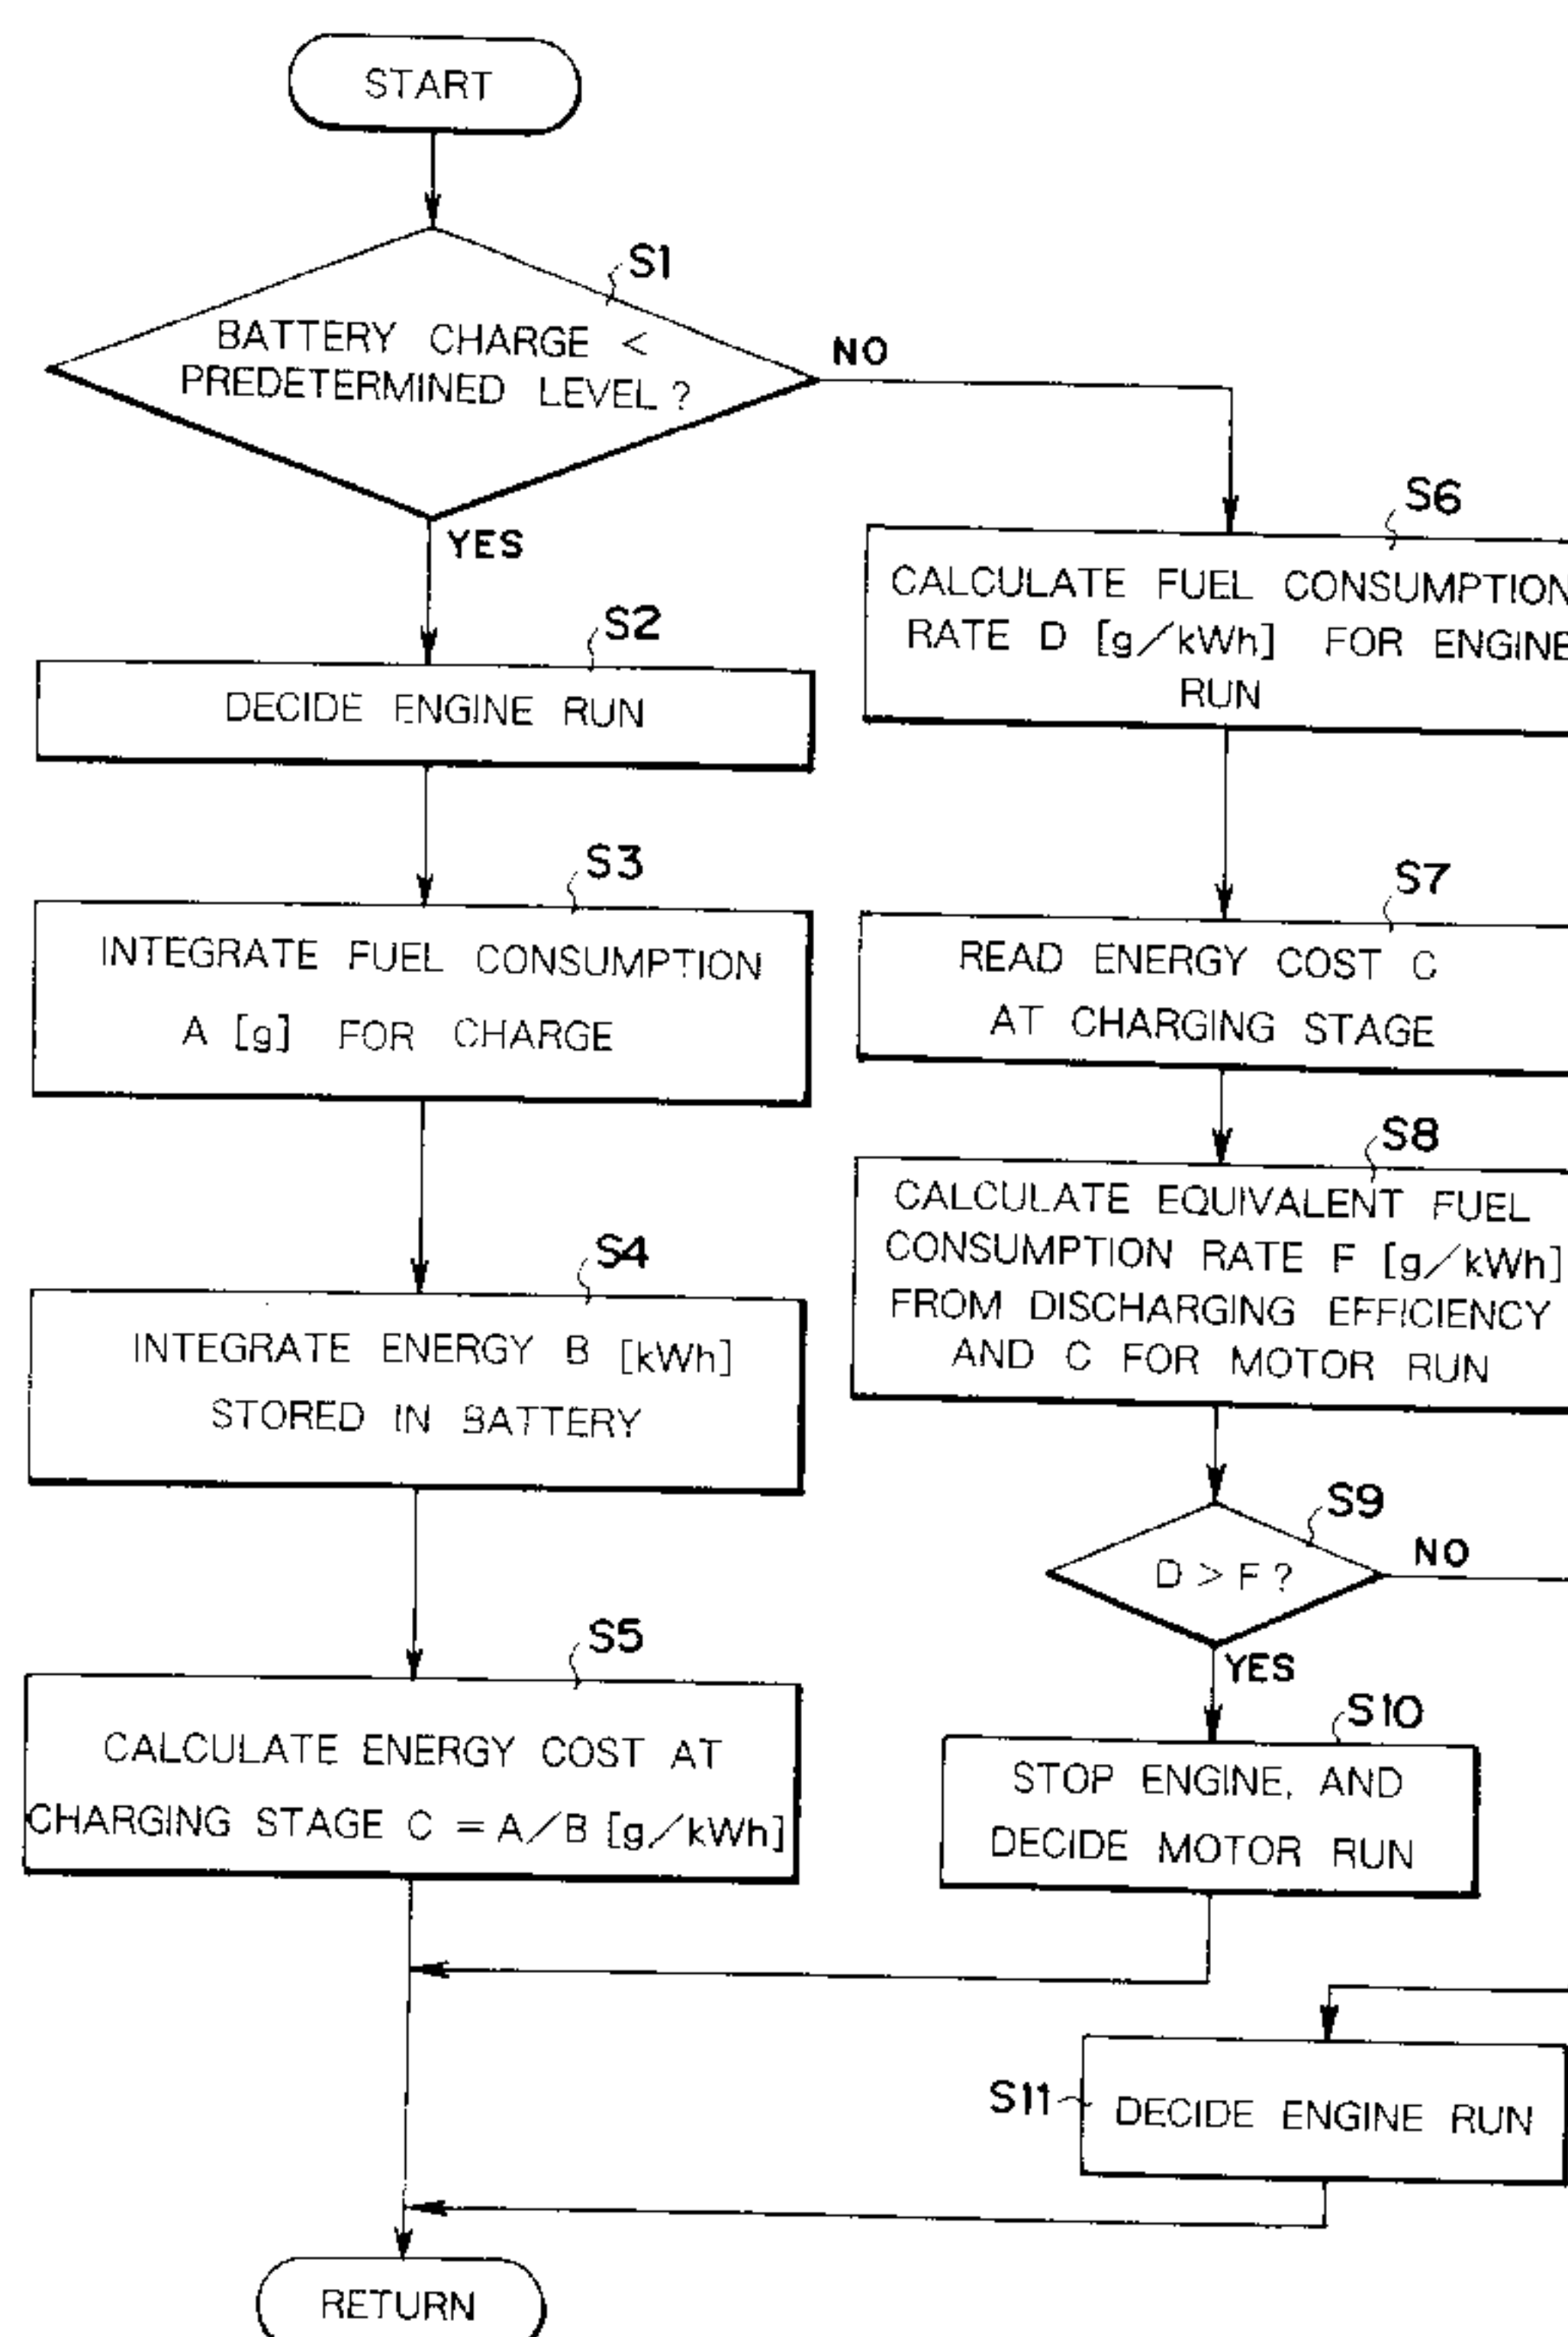 START
S1
BATTERY CHARGE <
PREDETERMINED LEVEL?
NO
YES
S2
DECIDE ENGINE RUN
S3
INTEGRATE FUEL CONSUMPTION
A [g] FOR CHARGE
S4
INTEGRATE ENERGY B [kWh]
STORED IN BATTERY
S5
CALCULATE ENERGY COST AT
CHARGING STAGE C = A/B [g/kWh]
S6
CALCULATE FUEL CONSUMPTION
RATE D [g/kWh] FOR ENGINE
RUN
S7
READ ENERGY COST C
AT CHARGING STAGE
S8
CALCULATE EQUIVALENT FUEL
CONSUMPTION RATE F [g/kWh]
FROM DISCHARGING EFFICIENCY
AND C FOR MOTOR RUN
S9
D > F?
NO
YES
S10
STOP ENGINE, AND
DECIDE MOTOR RUN
S11
DECIDE ENGINE RUN
RETURN